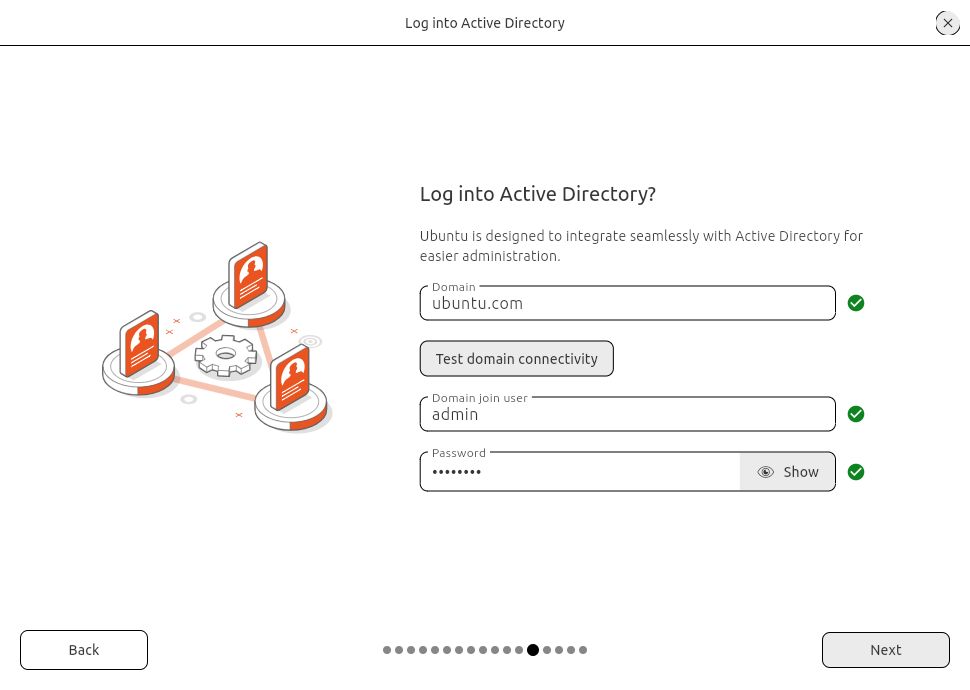 Log into Active Directory
Log into Active Directory?
Ubuntu is designed to integrate seamlessly with Active Directory for
easier administration.
Domain
ubuntu.com
Test domain connectivity
Domain join user
admin
Password
••••••••
Show
Back
Next